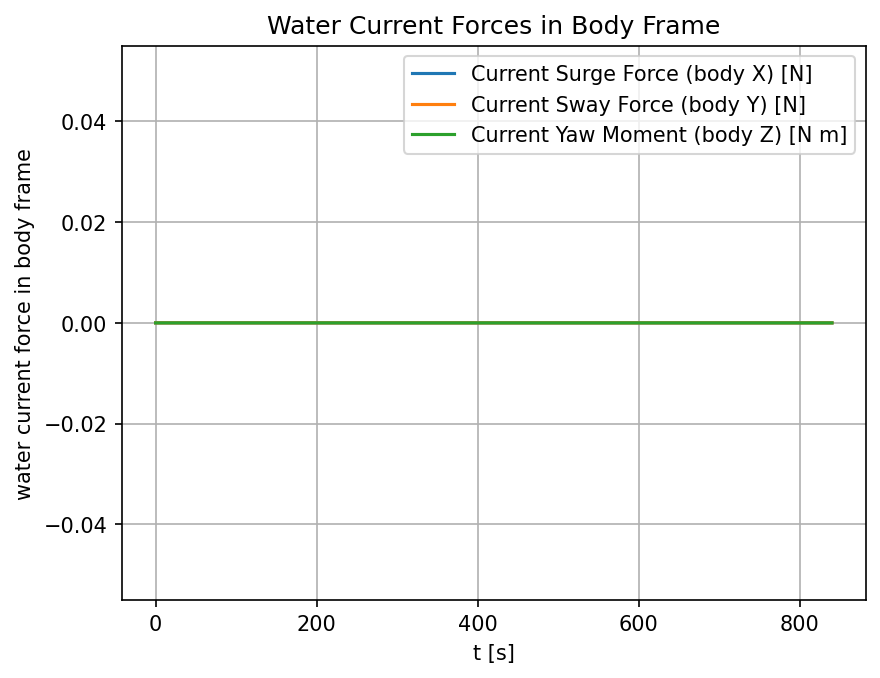 Water Current Forces in Body Frame
Current Surge Force (body X) [N]
Current Sway Force (body Y) [N]
Current Yaw Moment (body Z) [N m]
water current force in body frame
0.04
0.02
0.00
−0.02
−0.04
0 200 400 600 800
t [s]